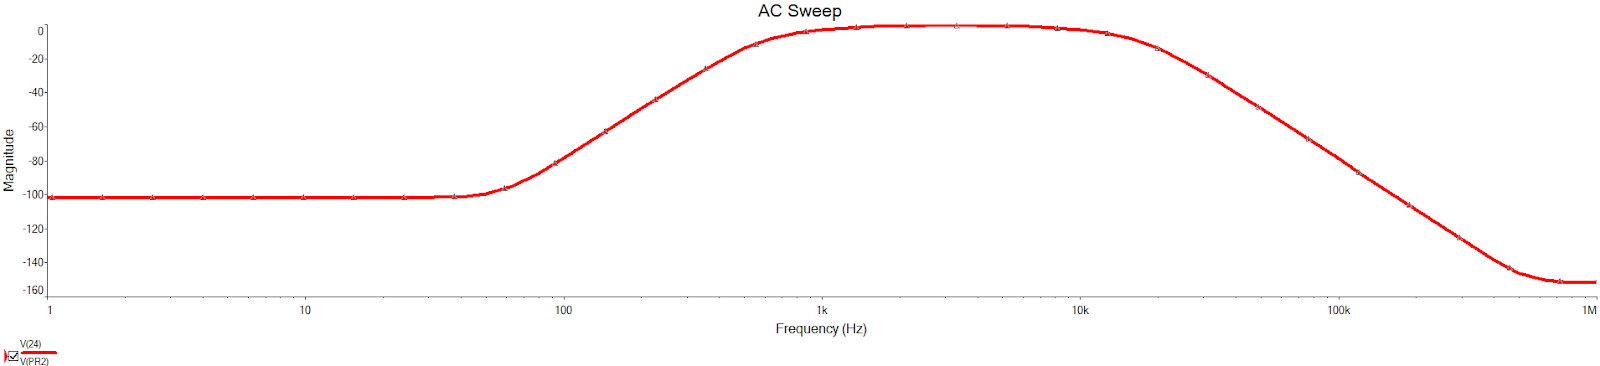 AC Sweep
0
-20
-40
-60
-80
-100
-120
-140
-160
Magnitude
1
10
100
1k
10k
100k
1M
Frequency (Hz)
V(24)
V(PR2)